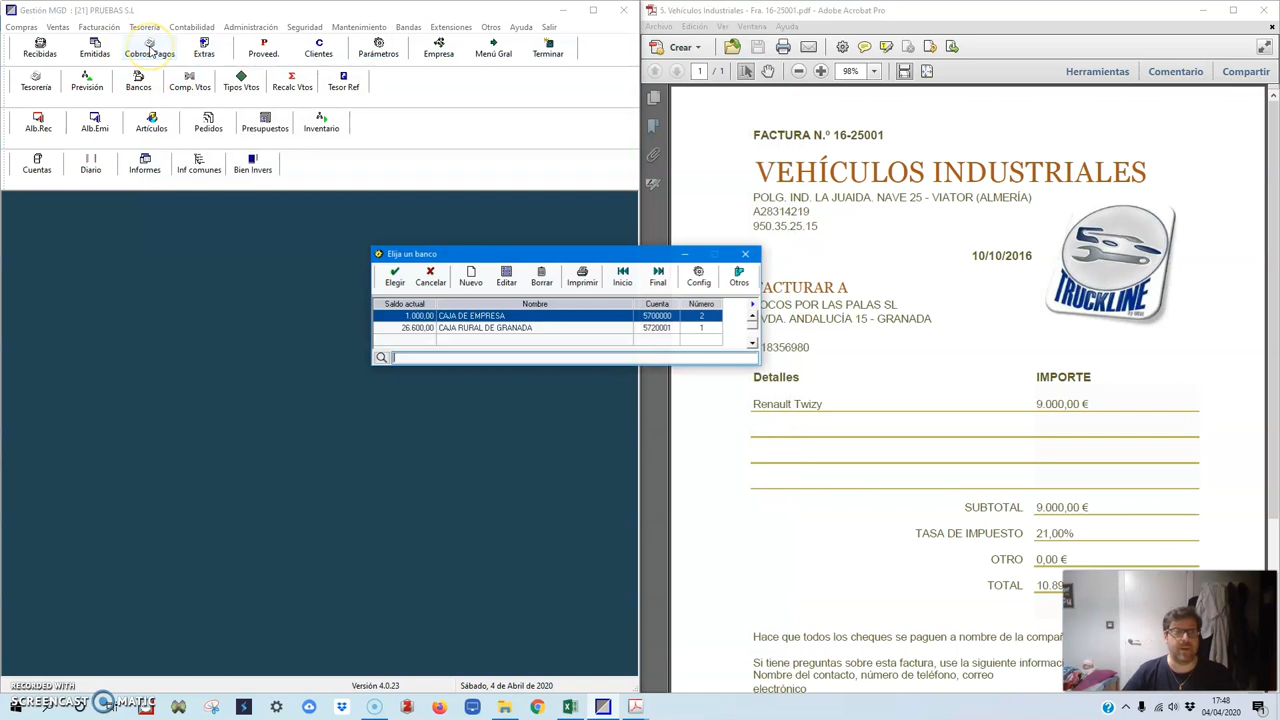 Gestión MGD : [21] PRUEBAS S.L
Compras Ventas Facturación Tesorería Contabilidad Administración Seguridad Mantenimiento Bandas Extensiones Otros Ayuda Salir
Recibidas Emitidas Cobros/Pagos Extras Proveed. Clientes Parámetros Empresa Menú Gral Terminar
Tesorería Previsión Bancos Comp. Vtos Tipos Vtos Recalc Vtos Tesor Ref
Alb.Rec Alb.Emi Artículos Pedidos Presupuestos Inventario
Cuentas Diario Informes Inf comunes Bien Invers
Elija un banco
Elegir Cancelar Nuevo Editar Borrar Imprimir Inicio Final Config Otros
Saldo actual Nombre Cuenta Número
1.000,00 CAJA DE EMPRESA 5700000 2
26.600,00 CAJA RURAL DE GRANADA 5720001 1
Versión 4.0.23 Sábado, 4 de Abril de 2020
RECORDED WITH
SCREENCAST MATIC
5. Vehículos Industriales - Fra. 16-25001.pdf - Adobe Acrobat Pro
Archivo Edición Ver Ventana Ayuda
Crear
1 / 1 98% Herramientas Comentario Compartir
FACTURA N.º 16-25001
VEHÍCULOS INDUSTRIALES
POLG. IND. LA JUAIDA. NAVE 25 - VIATOR (ALMERÍA)
A28314219
950.35.25.15
10/10/2016
TRUCKLINE
FACTURAR A
OCOS POR LAS PALAS SL
VDA. ANDALUCÍA 15 - GRANADA
18356980
Detalles IMPORTE
Renault Twizy 9.000,00 €
SUBTOTAL 9.000,00 €
TASA DE IMPUESTO 21,00%
OTRO 0,00 €
TOTAL 10.89
Hace que todos los cheques se paguen a nombre de la compañ
Si tiene preguntas sobre esta factura, use la siguiente informac
Nombre del contacto, número de teléfono, correo
electrónico
17:48
04/04/2020